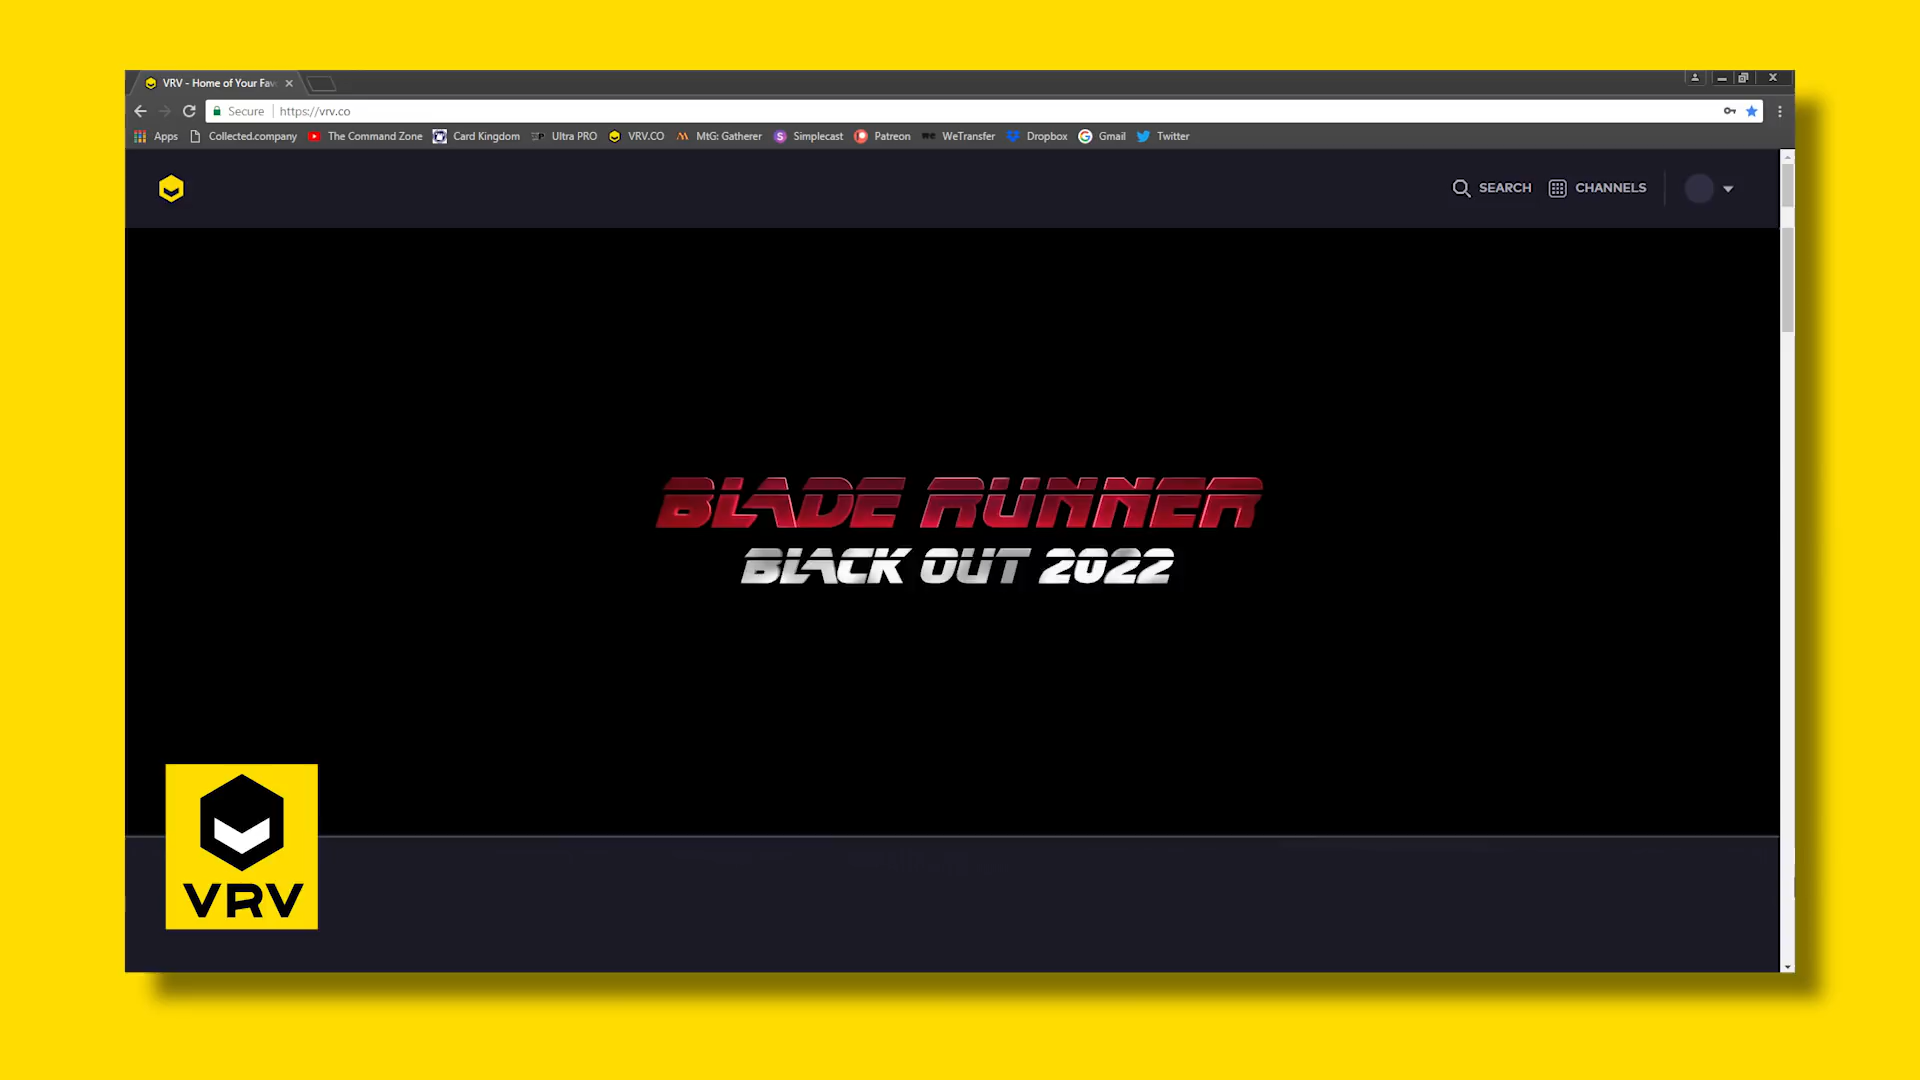 VRV - Home of Your Fav
Secure https://vrv.co
Apps Collected.company The Command Zone Card Kingdom Ultra PRO VRV.CO MtG: Gatherer Simplecast Patreon WeTransfer Dropbox Gmail Twitter
SEARCH CHANNELS
BLADE RUNNER
BLACK OUT 2022
VRV